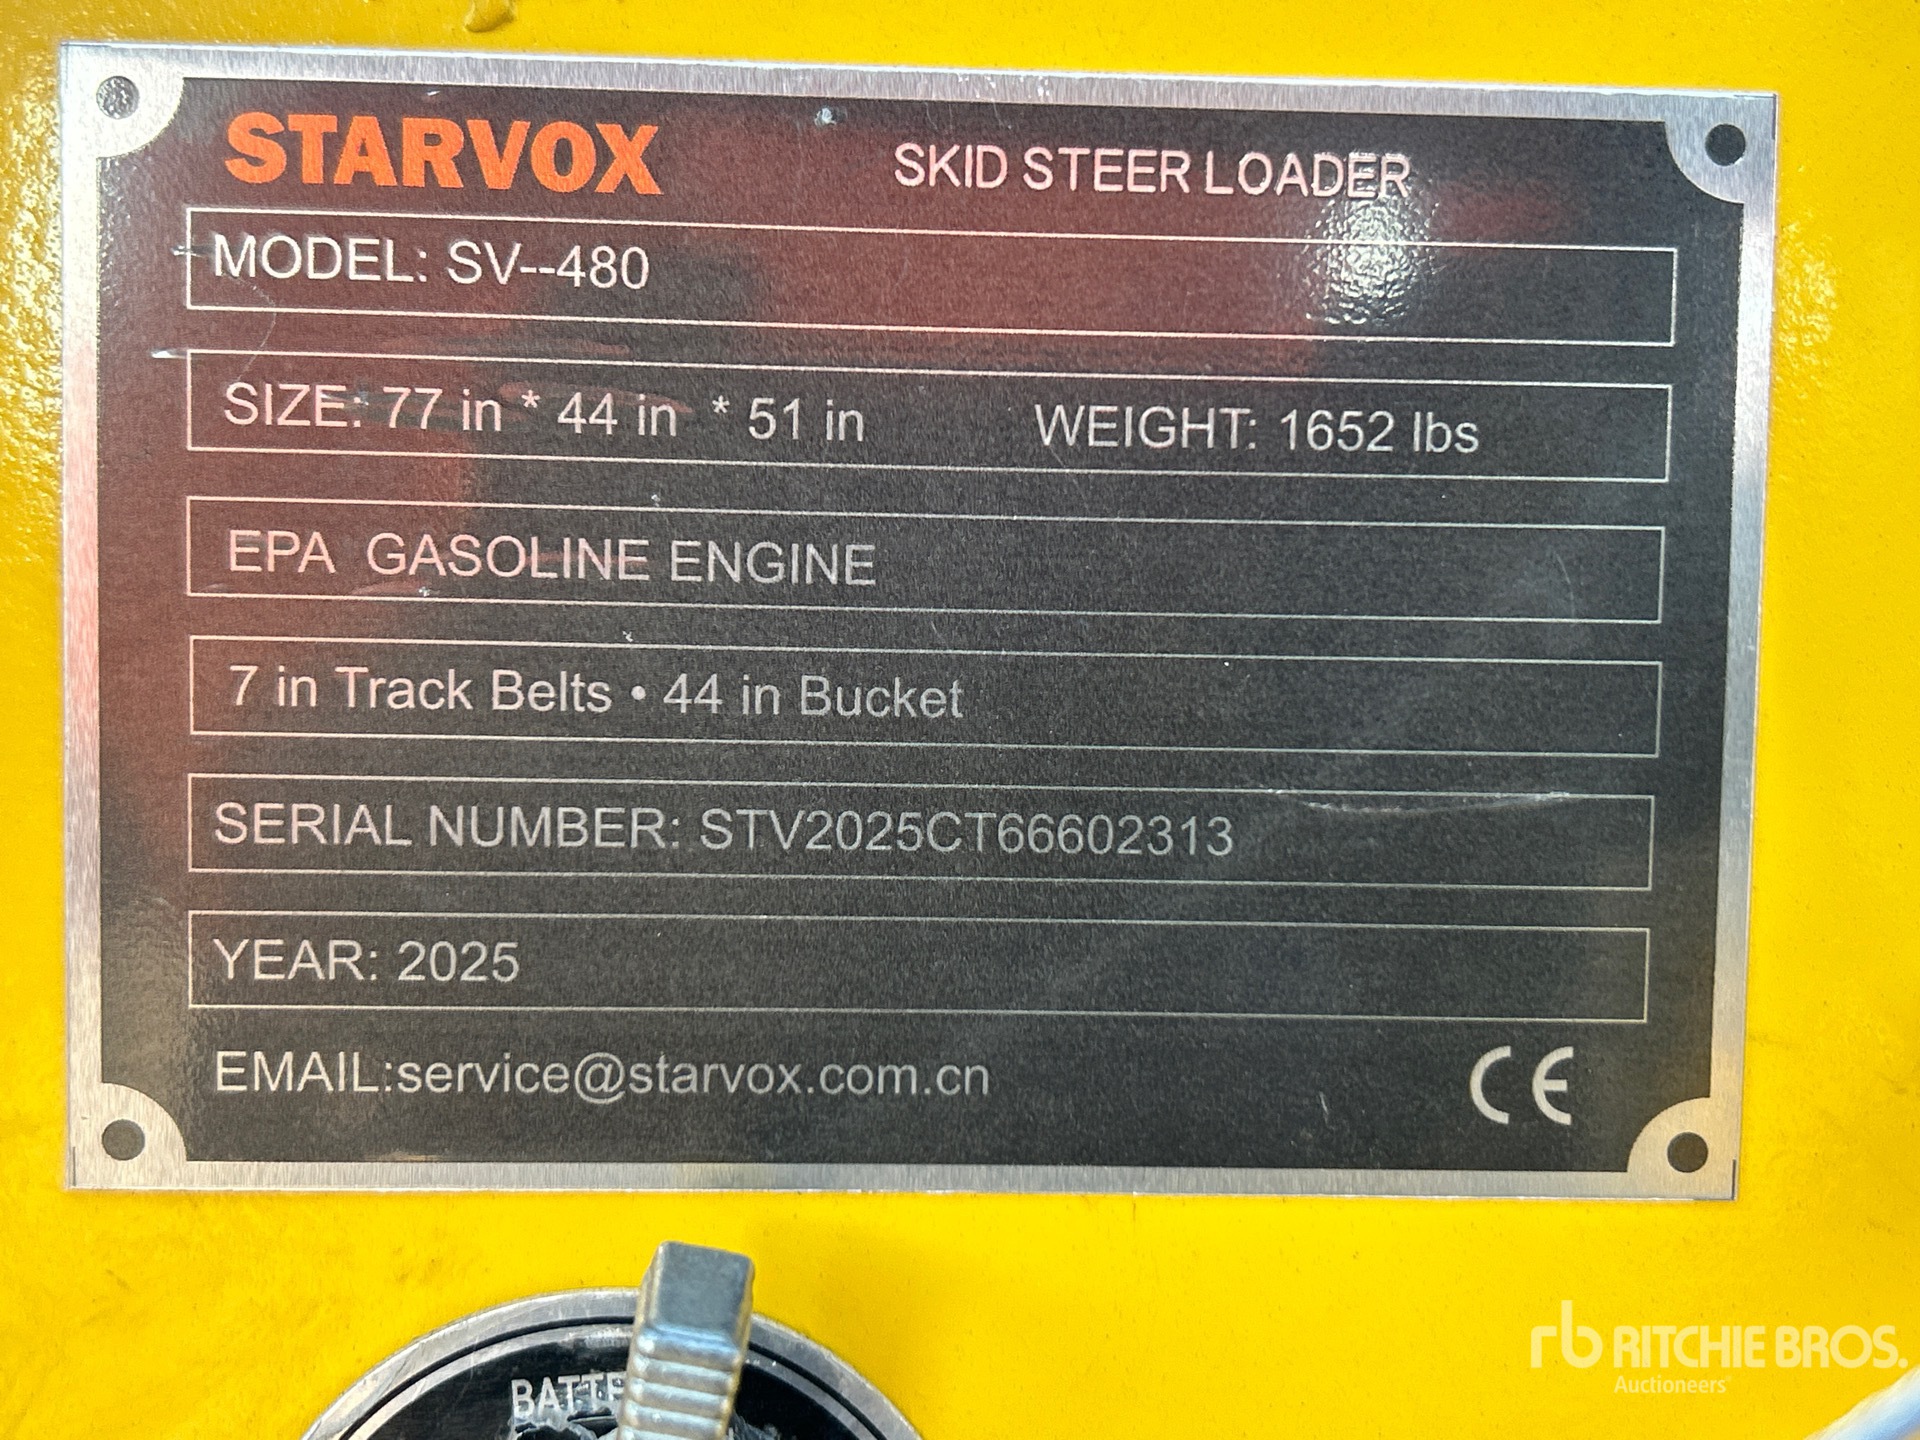 STARVOX SKID STEER LOADER
MODEL: SV--480
SIZE: 77 in * 44 in * 51 in WEIGHT: 1652 lbs
EPA GASOLINE ENGINE
7 in Track Belts • 44 in Bucket
SERIAL NUMBER: STV2025CT66602313
YEAR: 2025
EMAIL:service@starvox.com.cn CE
rb RITCHIE BROS.
Auctioneers